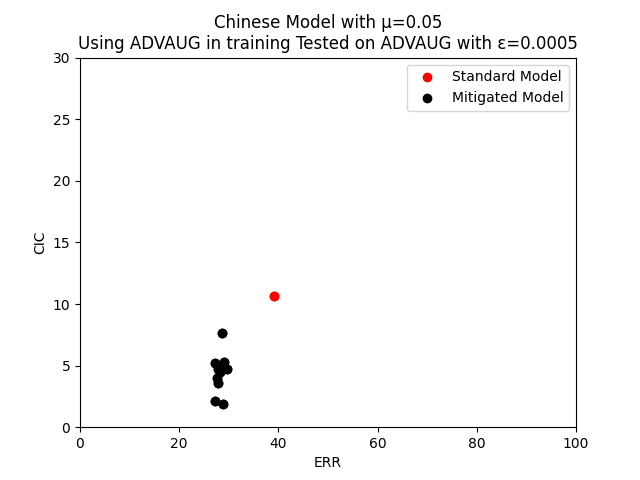 Chinese Model with μ=0.05
Using ADVAUG in training Tested on ADVAUG with ε=0.0005
Standard Model
Mitigated Model
30
25
20
15
10
5
0
CIC
0 20 40 60 80 100
ERR